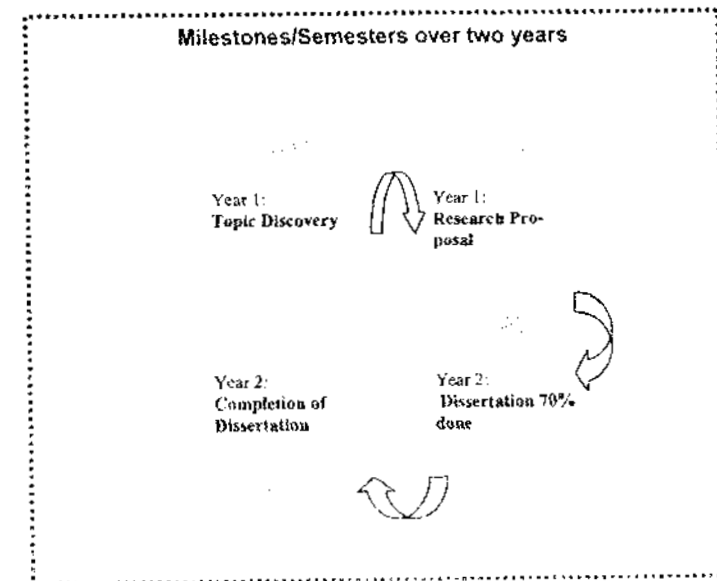 Milestones/Semesters over two years
Year 1:
Topic Discovery
Year 1:
Research Pro-
posal
Year 2:
Completion of
Dissertation
Year 2:
Dissertation 70%
done